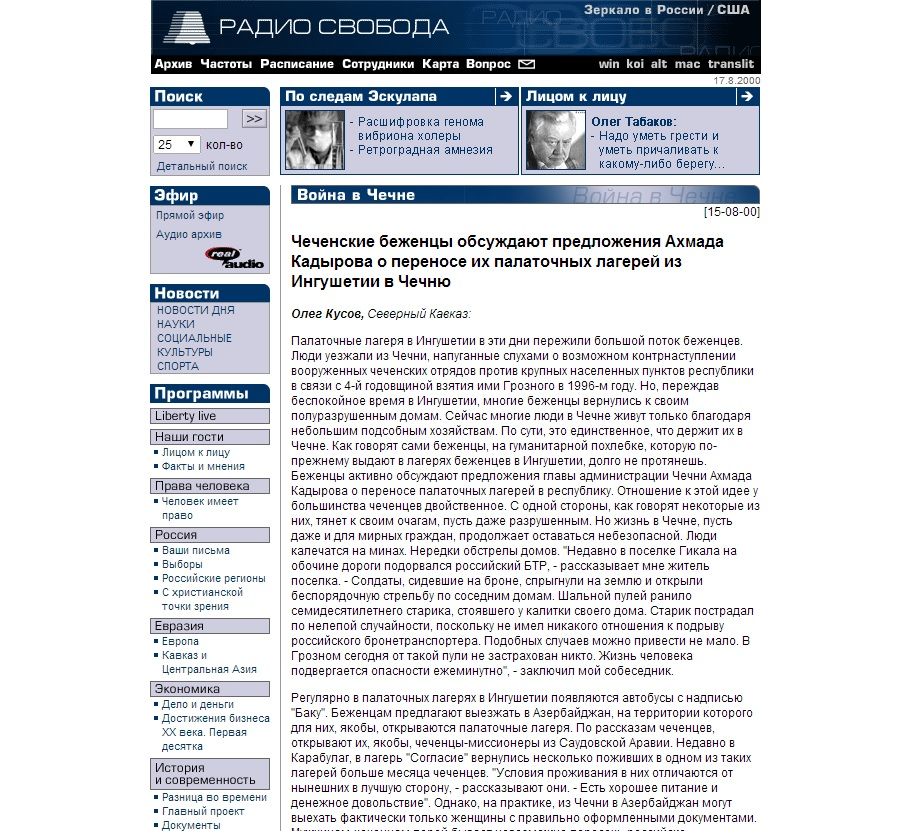 РАДИО СВОБОДА
Зеркало в России / США
Архив Частоты Расписание Сотрудники Карта Вопрос
win koi alt mac translit
17.8.2000
Поиск
>>
25 кол-во
Детальный поиск
По следам Эскулапа
- Расшифровка генома
вибриона холеры
- Ретроградная амнезия
Лицом к лицу
Олег Табаков:
- Надо уметь грести и
уметь причаливать к
какому-либо берегу...
Эфир
Прямой эфир
Аудио архив
real audio
Новости
НОВОСТИ ДНЯ
НАУКИ
СОЦИАЛЬНЫЕ
КУЛЬТУРЫ
СПОРТА
Программы
Liberty live
Наши гости
Лицом к лицу
Факты и мнения
Права человека
Человек имеет
право
Россия
Ваши письма
Выборы
Российские регионы
С христианской
точки зрения
Евразия
Европа
Кавказ и
Центральная Азия
Экономика
Дело и деньги
Достижения бизнеса
XX века. Первая
десятка
История
и современность
Разница во времени
Главный проект
Документы
Война в Чечне
Война в Чечне
[15-08-00]
Чеченские беженцы обсуждают предложения Ахмада
Кадырова о переносе их палаточных лагерей из
Ингушетии в Чечню
Олег Кусов, Северный Кавказ:
Палаточные лагеря в Ингушетии в эти дни пережили большой поток беженцев.
Люди уезжали из Чечни, напуганные слухами о возможном контрнаступлении
вооруженных чеченских отрядов против крупных населенных пунктов республики
в связи с 4-й годовщиной взятия ими Грозного в 1996-м году. Но, переждав
беспокойное время в Ингушетии, многие беженцы вернулись к своим
полуразрушенным домам. Сейчас многие люди в Чечне живут только благодаря
небольшим подсобным хозяйствам. По сути, это единственное, что держит их в
Чечне. Как говорят сами беженцы, на гуманитарной похлебке, которую по-
прежнему выдают в лагерях беженцев в Ингушетии, долго не протянешь.
Беженцы активно обсуждают предложения главы администрации Чечни Ахмада
Кадырова о переносе палаточных лагерей в республику. Отношение к этой идее у
большинства чеченцев двойственное. С одной стороны, как говорят некоторые из
них, тянет к своим очагам, пусть даже разрушенным. Но жизнь в Чечне, пусть
даже и для мирных граждан, продолжает оставаться небезопасной. Люди
калечатся на минах. Нередки обстрелы домов. "Недавно в поселке Гикала на
обочине дороги подорвался российский БТР, - рассказывает мне житель
поселка. - Солдаты, сидевшие на броне, спрыгнули на землю и открыли
беспорядочную стрельбу по соседним домам. Шальной пулей ранило
семидесятилетнего старика, стоявшего у калитки своего дома. Старик пострадал
по нелепой случайности, поскольку не имел никакого отношения к подрыву
российского бронетранспортера. Подобных случаев можно привести не мало. В
Грозном сегодня от такой пули не застрахован никто. Жизнь человека
подвергается опасности ежеминутно", - заключил мой собеседник.
Регулярно в палаточных лагерях в Ингушетии появляются автобусы с надписью
"Баку". Беженцам предлагают выезжать в Азербайджан, на территории которого
для них, якобы, открываются палаточные лагеря. По рассказам чеченцев,
открывают их, якобы, чеченцы-миссионеры из Саудовской Аравии. Недавно в
Карабулаг, в лагерь "Согласие" вернулись несколько поживших в одном из таких
лагерей больше месяца чеченцев. "Условия проживания в них отличаются от
нынешних в лучшую сторону, - рассказывают они. - Есть хорошее питание и
денежное довольствие". Однако, на практике, из Чечни в Азербайджан могут
выехать фактически только женщины с правильно оформленными документами.